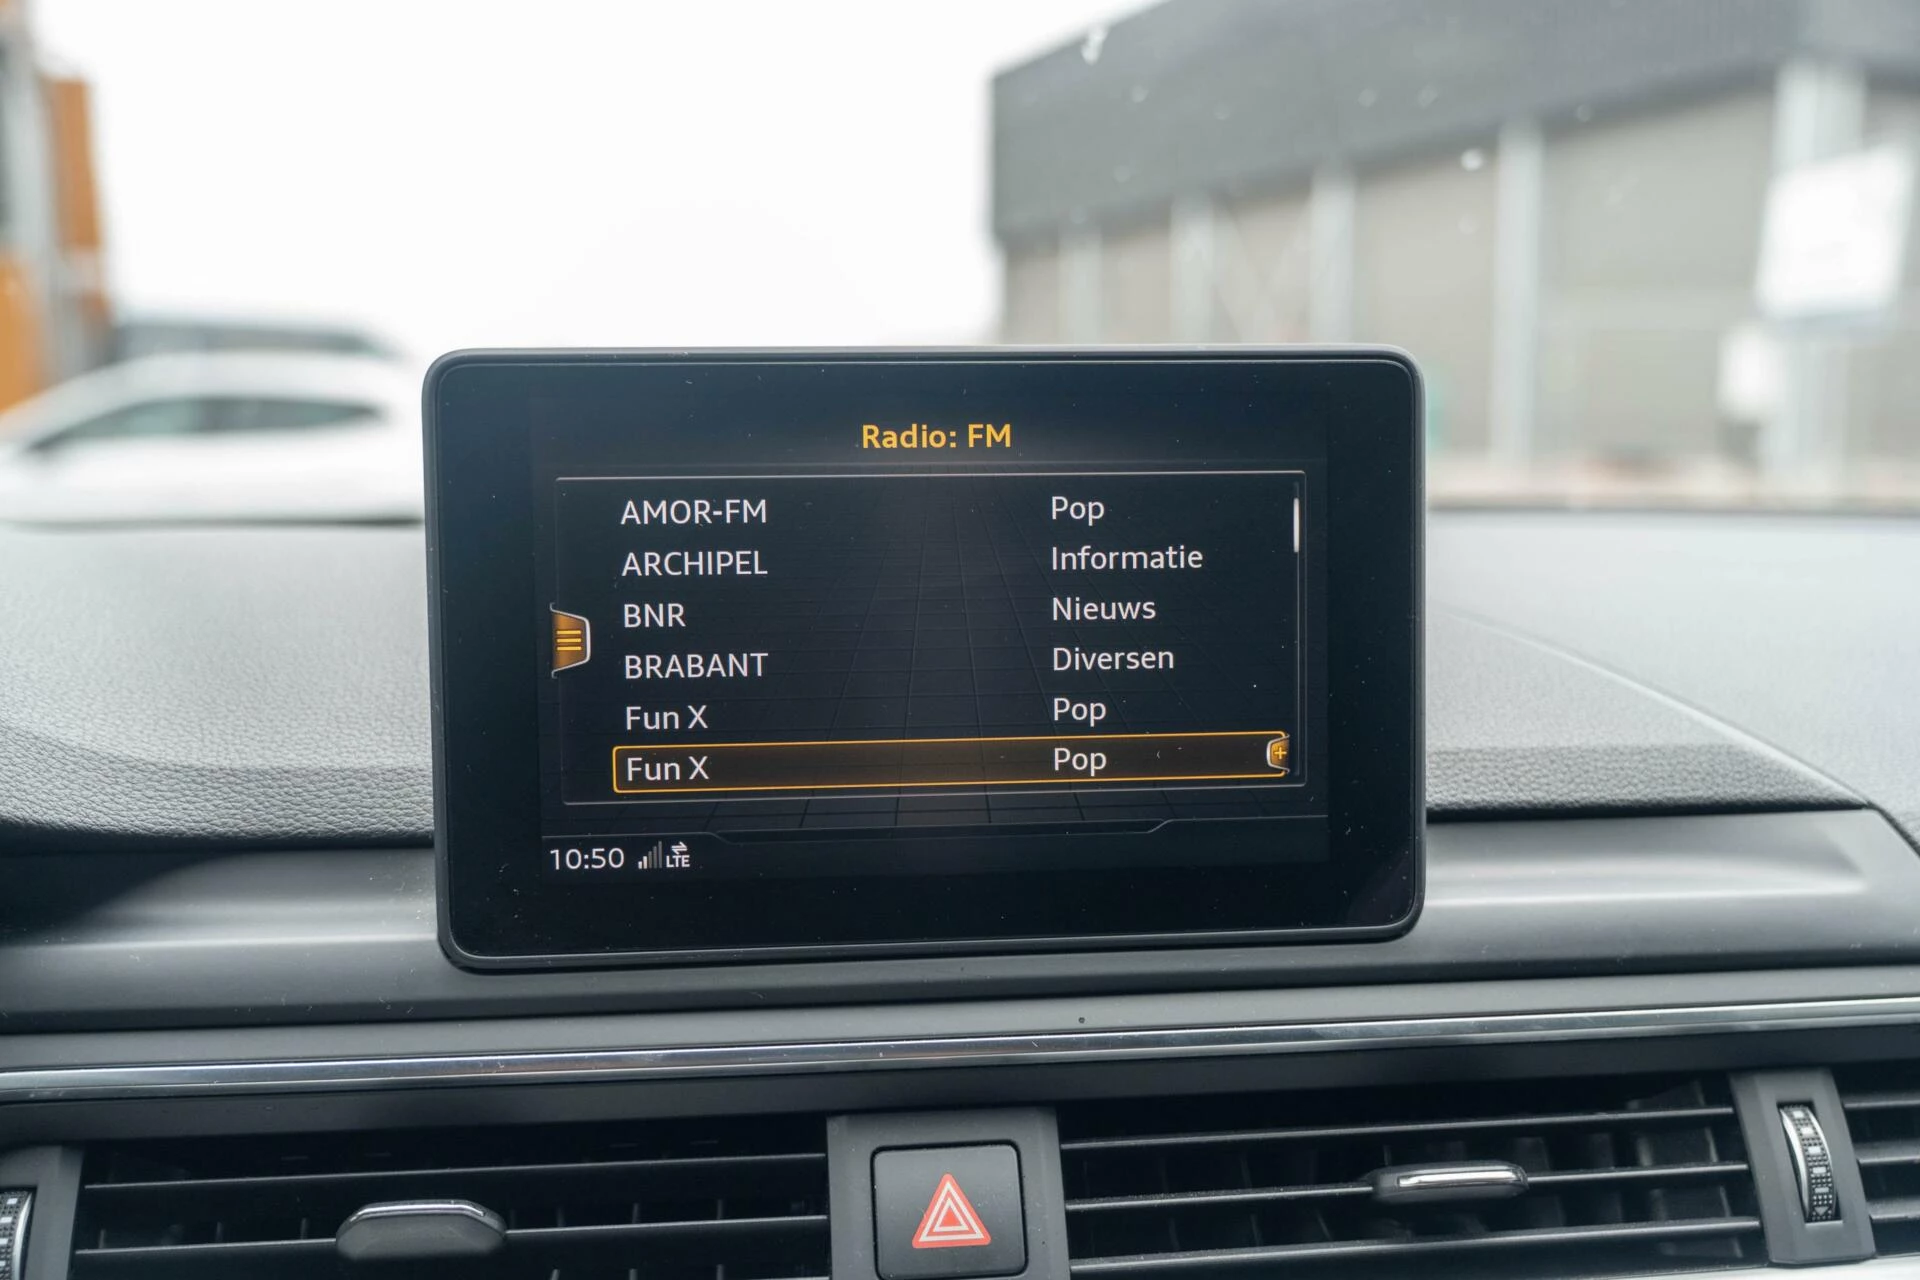 Radio: FM
AMOR-FM Pop
ARCHIPEL Informatie
BNR Nieuws
BRABANT Diversen
Fun X Pop
Fun X Pop
10:50 LTE